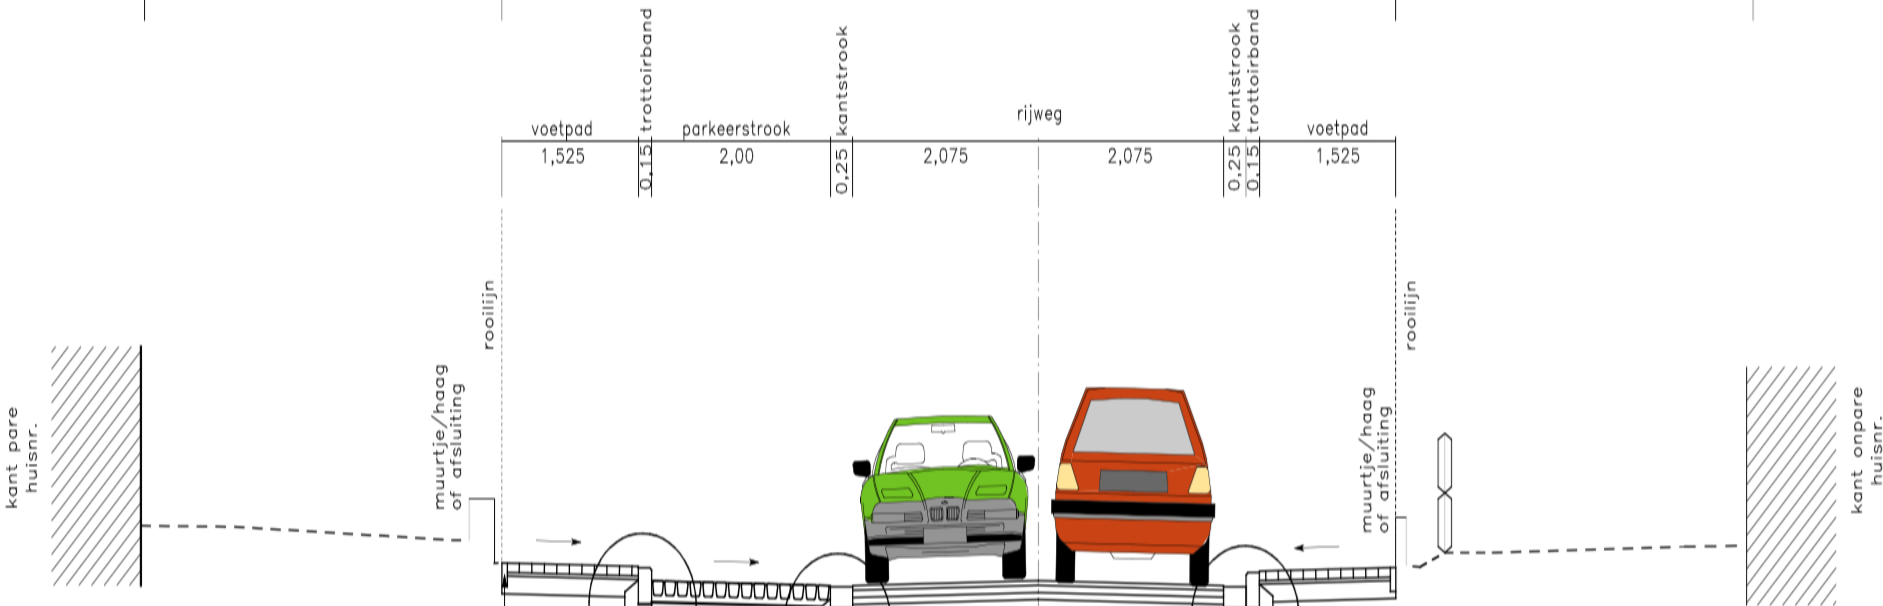 trottoirband
kantstrook
kantstrook
trottoirband
rijweg
voetpad
parkeerstrook
voetpad
1,525
0,15
2,00
0,25
2,075
2,075
0,25
0,15
1,525
rooilijn
rooilijn
muurtje/haag
of afsluiting
muurtje/haag
of afsluiting
kant pare
huisnr.
kant onpare
huisnr.